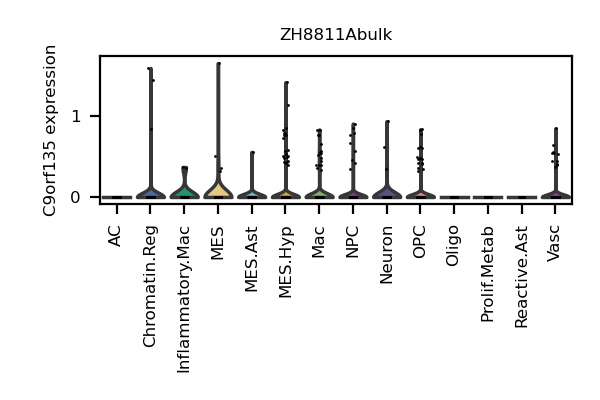 ZH8811Abulk
C9orf135 expression
1
0
AC
Chromatin.Reg
Inflammatory.Mac
MES
MES.Ast
MES.Hyp
Mac
NPC
Neuron
OPC
Oligo
Prolif.Metab
Reactive.Ast
Vasc